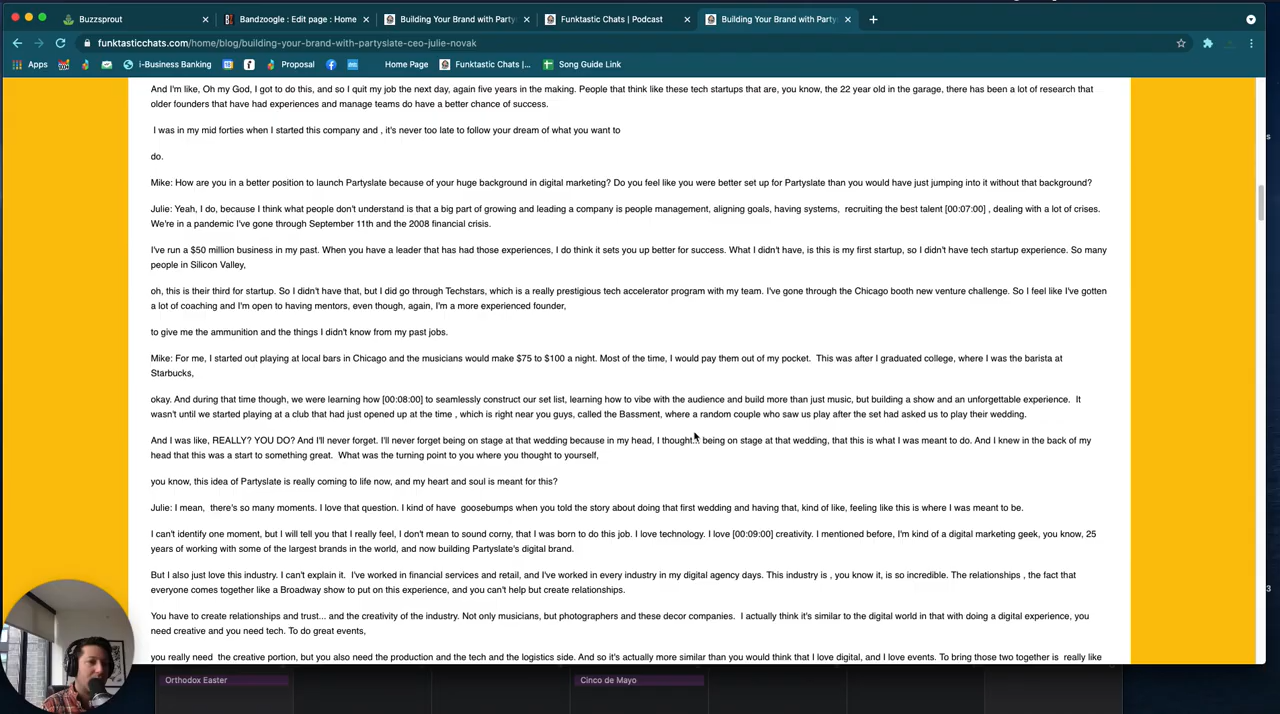 Buzzsprout
Bandzoogle : Edit page : Home
Building Your Brand with Party
Funktastic Chats | Podcast
Building Your Brand with Party
funktasticchats.com/home/blog/building-your-brand-with-partyslate-ceo-julie-novak
Apps
i-Business Banking
Proposal
Home Page
Funktastic Chats |...
Song Guide Link
And I'm like, Oh my God, I got to do this, and so I quit my job the next day, again five years in the making. People that think like these tech startups that are, you know, the 22 year old in the garage, there has been a lot of research that
older founders that have had experiences and manage teams do have a better chance of success.
I was in my mid forties when I started this company and , it's never too late to follow your dream of what you want to
do.
Mike: How are you in a better position to launch Partyslate because of your huge background in digital marketing? Do you feel like you were better set up for Partyslate than you would have just jumping into it without that background?
Julie: Yeah, I do, because I think what people don't understand is that a big part of growing and leading a company is people management, aligning goals, having systems,  recruiting the best talent [00:07:00] , dealing with a lot of crises.
We're in a pandemic I've gone through September 11th and the 2008 financial crisis.
I've run a $50 million business in my past. When you have a leader that has had those experiences, I do think it sets you up better for success. What I didn't have, is this is my first startup, so I didn't have tech startup experience. So many
people in Silicon Valley,
oh, this is their third for startup. So I didn't have that, but I did go through Techstars, which is a really prestigious tech accelerator program with my team. I've gone through the Chicago booth new venture challenge. So I feel like I've gotten
a lot of coaching and I'm open to having mentors, even though, again, I'm a more experienced founder,
to give me the ammunition and the things I didn't know from my past jobs.
Mike: For me, I started out playing at local bars in Chicago and the musicians would make $75 to $100 a night. Most of the time, I would pay them out of my pocket.  This was after I graduated college, where I was the barista at
Starbucks,
okay. And during that time though, we were learning how [00:08:00] to seamlessly construct our set list, learning how to vibe with the audience and build more than just music, but building a show and an unforgettable experience.  It
wasn't until we started playing at a club that had just opened up at the time , which is right near you guys, called the Bassment, where a random couple who saw us play after the set had asked us to play their wedding.
And I was like, REALLY? YOU DO? And I'll never forget. I'll never forget being on stage at that wedding because in my head, I thought... being on stage at that wedding, that this is what I was meant to do. And I knew in the back of my
head that this was a start to something great.  What was the turning point to you where you thought to yourself,
you know, this idea of Partyslate is really coming to life now, and my heart and soul is meant for this?
Julie: I mean,  there's so many moments. I love that question. I kind of have  goosebumps when you told the story about doing that first wedding and having that, kind of like, feeling like this is where I was meant to be.
I can't identify one moment, but I will tell you that I really feel, I don't mean to sound corny, that I was born to do this job. I love technology. I love [00:09:00] creativity. I mentioned before, I'm kind of a digital marketing geek, you know, 25
years of working with some of the largest brands in the world, and now building Partyslate's digital brand.
But I also just love this industry. I can't explain it.  I've worked in financial services and retail, and I've worked in every industry in my digital agency days. This industry is , you know it, is so incredible. The relationships , the fact that
everyone comes together like a Broadway show to put on this experience, and you can't help but create relationships.
You have to create relationships and trust... and the creativity of the industry. Not only musicians, but photographers and these decor companies.  I actually think it's similar to the digital world in that with doing a digital experience, you
need creative and you need tech. To do great events,
you really need  the creative portion, but you also need the production and the tech and the logistics side. And so it's actually more similar than you would think that I love digital, and I love events. To bring those two together is  really like
Orthodox Easter
Cinco de Mayo